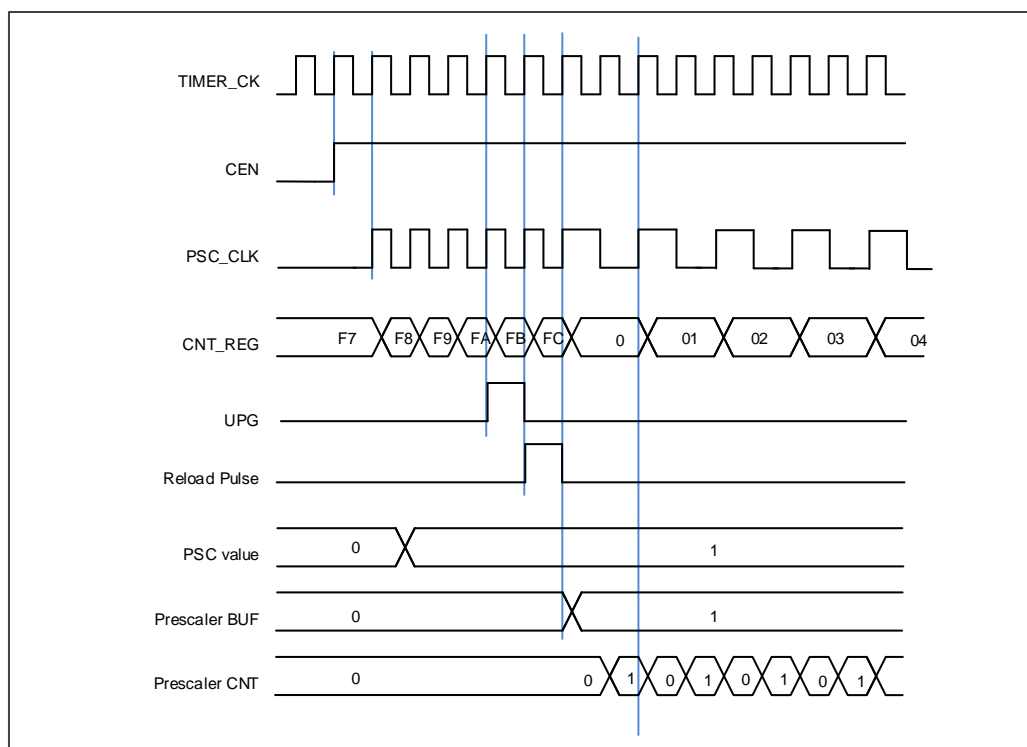 TIMER_CK
CEN
PSC_CLK
CNT_REG F7 F8 F9 FA FB FC 0 01 02 03 04
UPG
Reload Pulse
PSC value 0 1
Prescaler BUF 0 1
Prescaler CNT 0 0 1 0 1 0 1 0 1